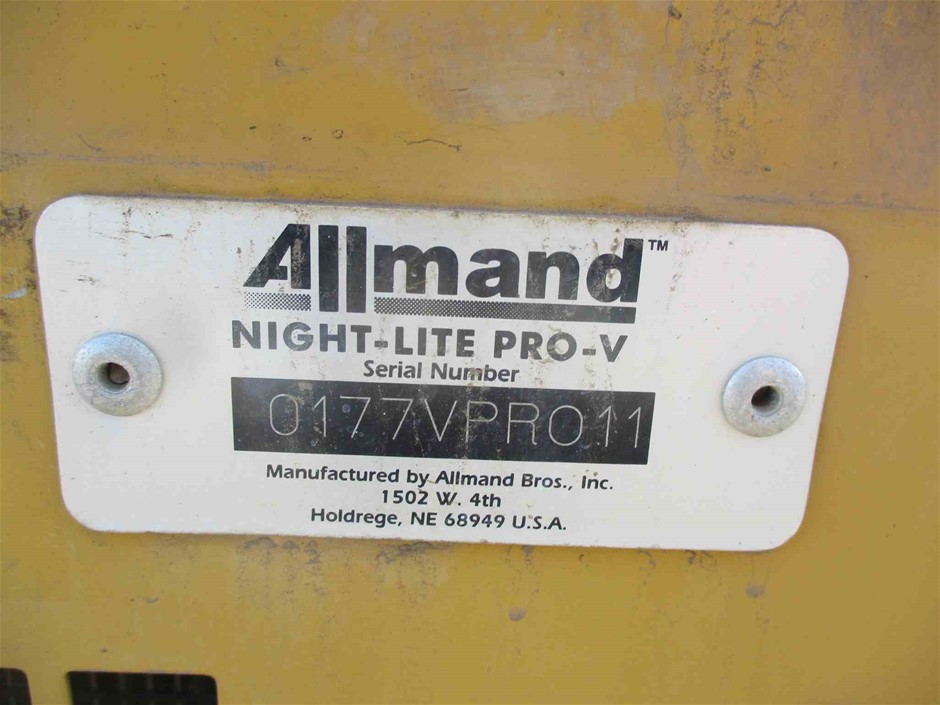 Allmand™
NIGHT-LITE PRO-V
Serial Number
0177VPRO11
Manufactured by Allmand Bros., Inc.
1502 W. 4th
Holdrege, NE 68949 U.S.A.